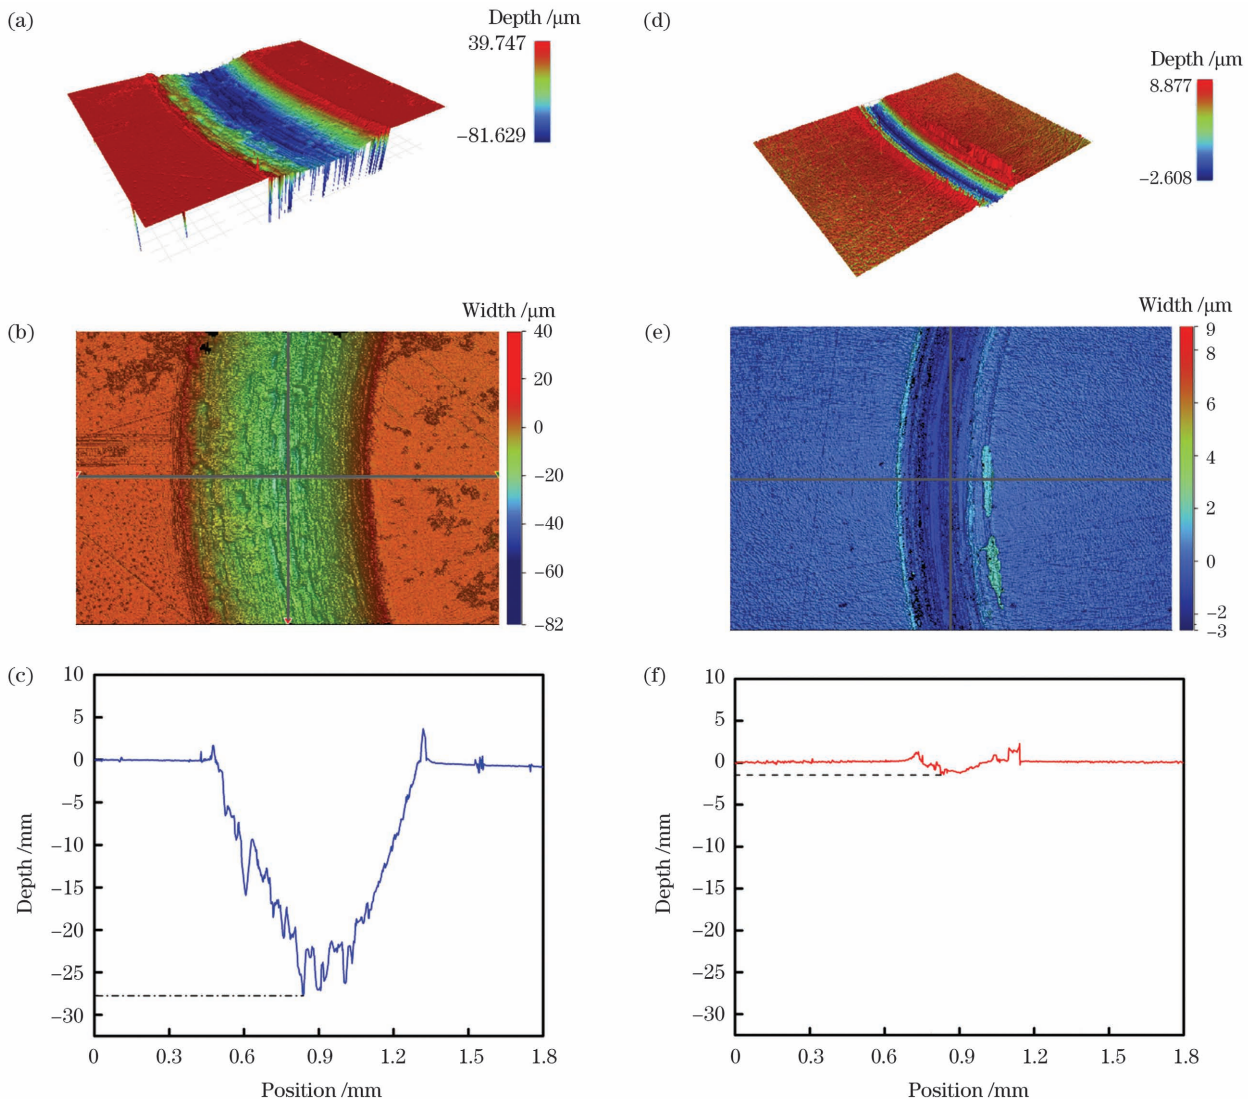 (a)
Depth /μm
39.747
−81.629
(d)
Depth /μm
8.877
−2.608
(b)
Width /μm
40
20
0
−20
−40
−60
−82
(e)
Width /μm
9
8
6
4
2
0
−2
−3
(c)
10
5
0
−5
−10
−15
−20
−25
−30
Depth /mm
0 0.3 0.6 0.9 1.2 1.5 1.8
Position /mm
(f)
10
5
0
−5
−10
−15
−20
−25
−30
Depth /mm
0 0.3 0.6 0.9 1.2 1.5 1.8
Position /mm